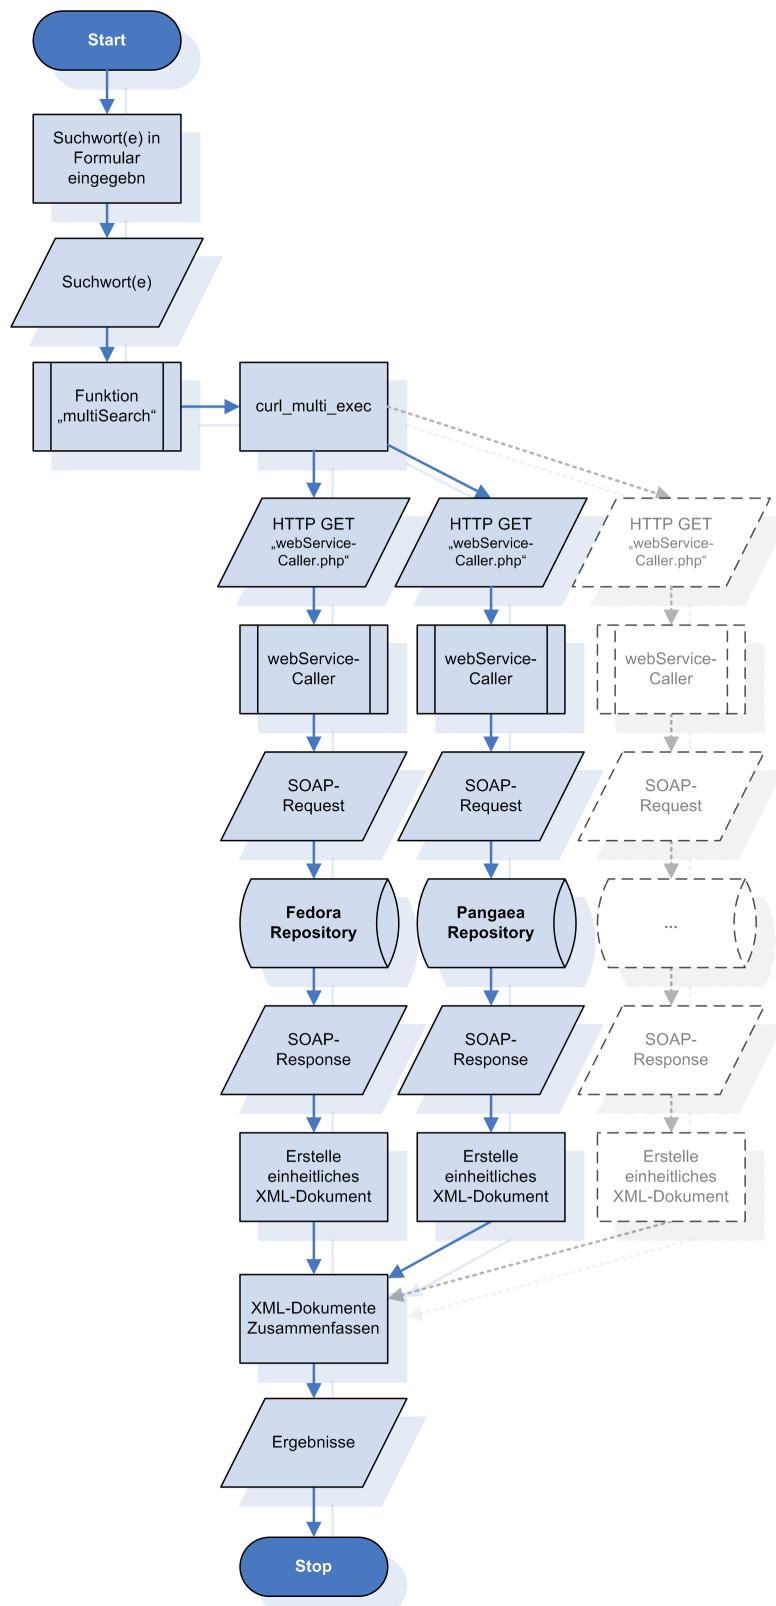 Start
Suchwort(e) in
Formular
eingegebn
Suchwort(e)
Funktion
„multiSearch“
curl_multi_exec
HTTP GET
„webService-
Caller.php“
HTTP GET
„webService-
Caller.php“
HTTP GET
„webService-
Caller.php“
webService-
Caller
webService-
Caller
webService-
Caller
SOAP-
Request
SOAP-
Request
SOAP-
Request
Fedora
Repository
Pangaea
Repository
...
SOAP-
Response
SOAP-
Response
SOAP-
Response
Erstelle
einheitliches
XML-Dokument
Erstelle
einheitliches
XML-Dokument
Erstelle
einheitliches
XML-Dokument
XML-Dokumente
Zusammenfassen
Ergebnisse
Stop